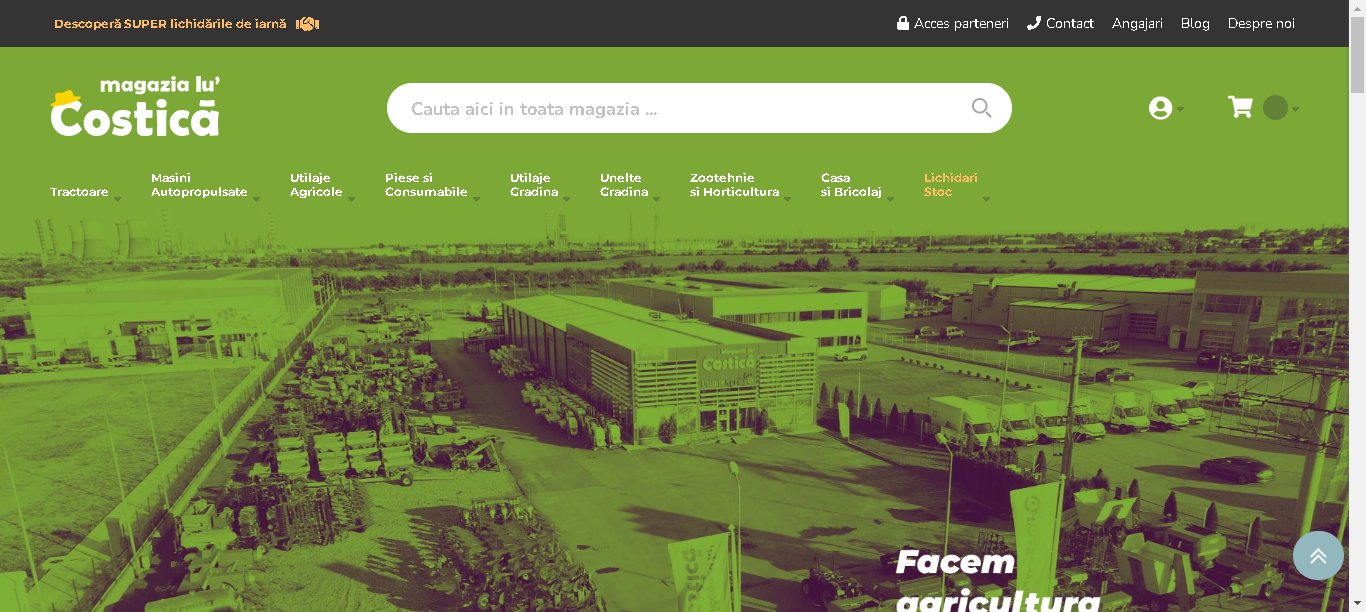 Descoperă SUPER lichidările de iarnă
Acces parteneri
Contact
Angajari
Blog
Despre noi
magazia lu'
Costică
Cauta aici in toata magazia ...
Tractoare
Masini
Autopropulsate
Utilaje
Agricole
Piese si
Consumabile
Utilaje
Gradina
Unelte
Gradina
Zootehnie
si Horticultura
Casa
si Bricolaj
Lichidari
Stoc
Costică
Facem
agricultura